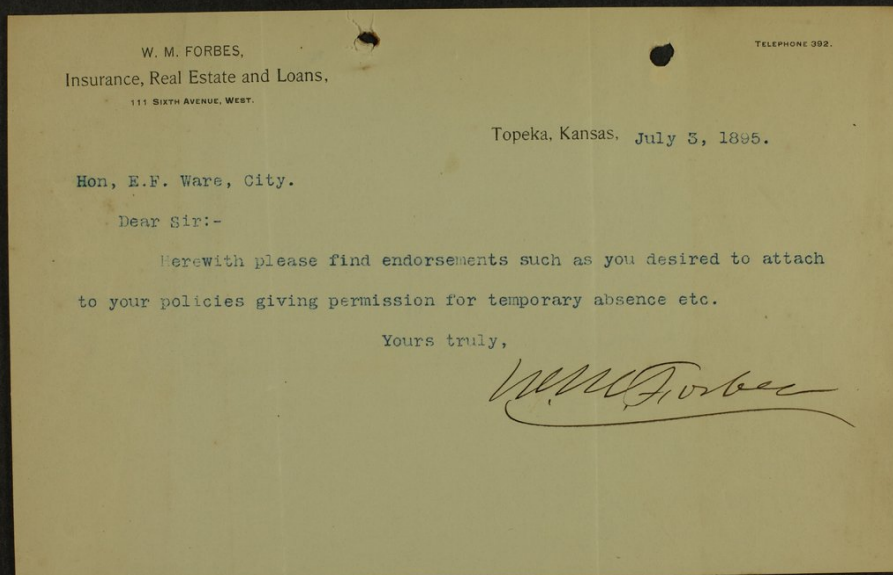 W. M. FORBES,
TELEPHONE 392.
Insurance, Real Estate and Loans,
111 SIXTH AVENUE, WEST.
Topeka, Kansas, July 3, 1895.
Hon, E.F. Ware, City.
Dear Sir:-
Herewith please find endorsements such as you desired to attach
to your policies giving permission for temporary absence etc.
Yours truly,
W. M. Forbes